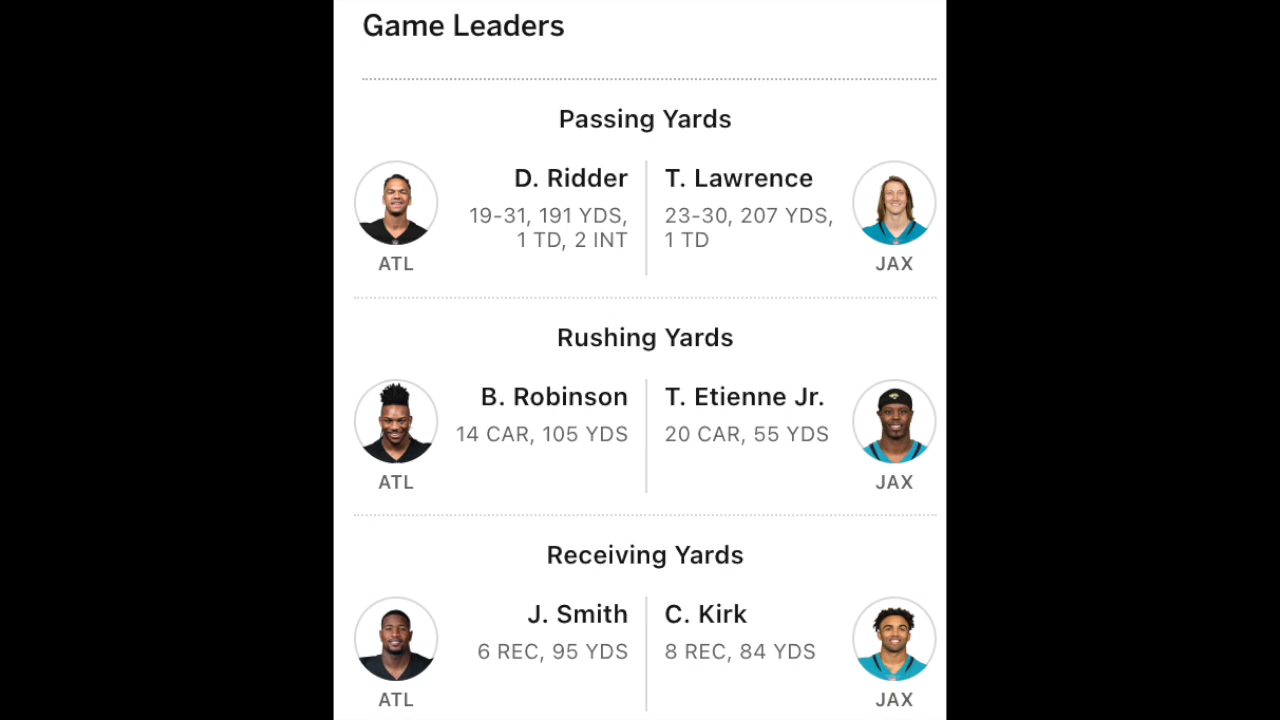 Game Leaders
Passing Yards
D. Ridder
19-31, 191 YDS,
1 TD, 2 INT
ATL
T. Lawrence
23-30, 207 YDS,
1 TD
JAX
Rushing Yards
B. Robinson
14 CAR, 105 YDS
ATL
T. Etienne Jr.
20 CAR, 55 YDS
JAX
Receiving Yards
J. Smith
6 REC, 95 YDS
ATL
C. Kirk
8 REC, 84 YDS
JAX